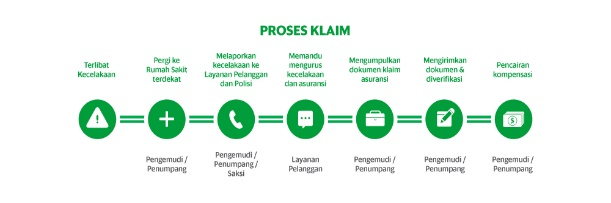 PROSES KLAIM
Terlibat
Kecelakaan
Pergi ke
Rumah Sakit
terdekat
Melaporkan
kecelakaan ke
Layanan Pelanggan
dan Polisi
Memandu
mengurus
kecelakaan
dan asuransi
Mengumpulkan
dokumen klaim
asuransi
Mengirimkan
dokumen &
diverifikasi
Pencairan
kompensasi
Pengemudi /
Penumpang
Pengemudi /
Penumpang /
Saksi
Layanan
Pelanggan
Pengemudi /
Penumpang
Pengemudi /
Penumpang
Pengemudi /
Penumpang